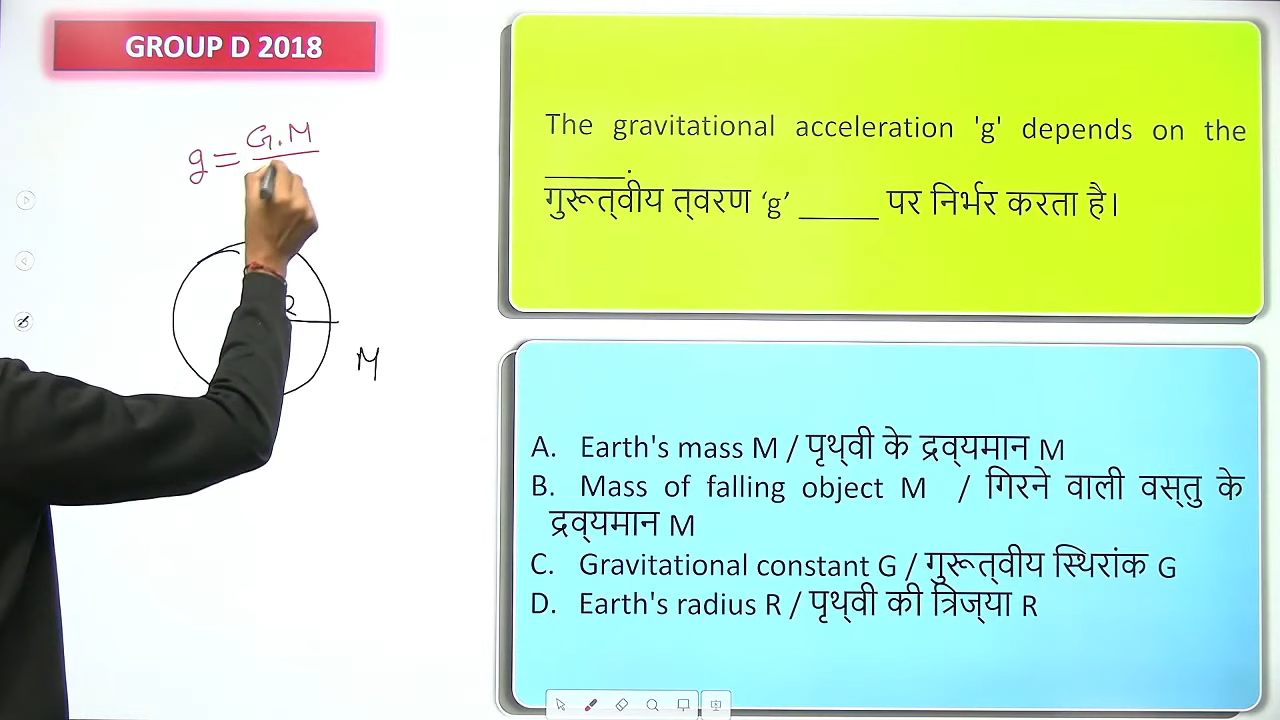 GROUP D 2018
g = G.M
R
M
The gravitational acceleration 'g' depends on the
______.
गुरूत्वीय त्वरण ‘g’ ______ पर निर्भर करता है।
A. Earth's mass M / पृथ्वी के द्रव्यमान M
B. Mass of falling object M / गिरने वाली वस्तु के
द्रव्यमान M
C. Gravitational constant G / गुरूत्वीय स्थिरांक G
D. Earth's radius R / पृथ्वी की त्रिज्या R